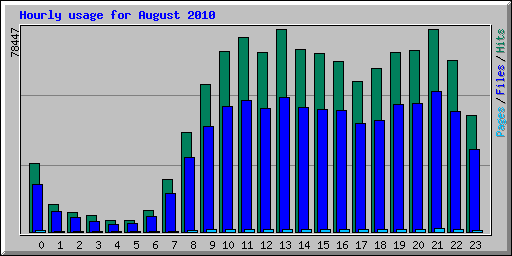 Hourly usage for August 2010
78447
Pages / Files / Hits
0 1 2 3 4 5 6 7 8 9 10 11 12 13 14 15 16 17 18 19 20 21 22 23